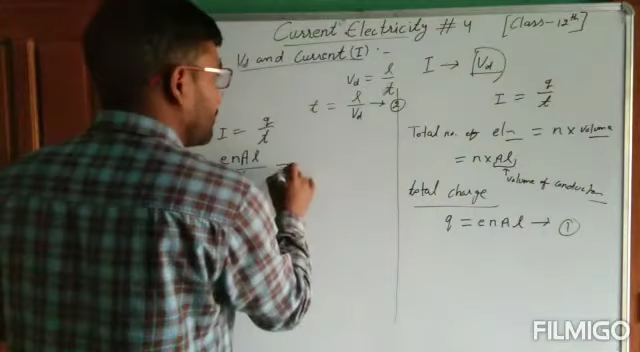 Current Electricity # 4 [Class-12th]
Vd and Current (I) :-
Vd = l/t
t = l/Vd → ②
I = q/t
enAl
I → Vd
I = q/t
Total no. of eln = n × volume
= n × Al,
↑ volume of conductor
total charge
q = enAl → ①
FILMIGO